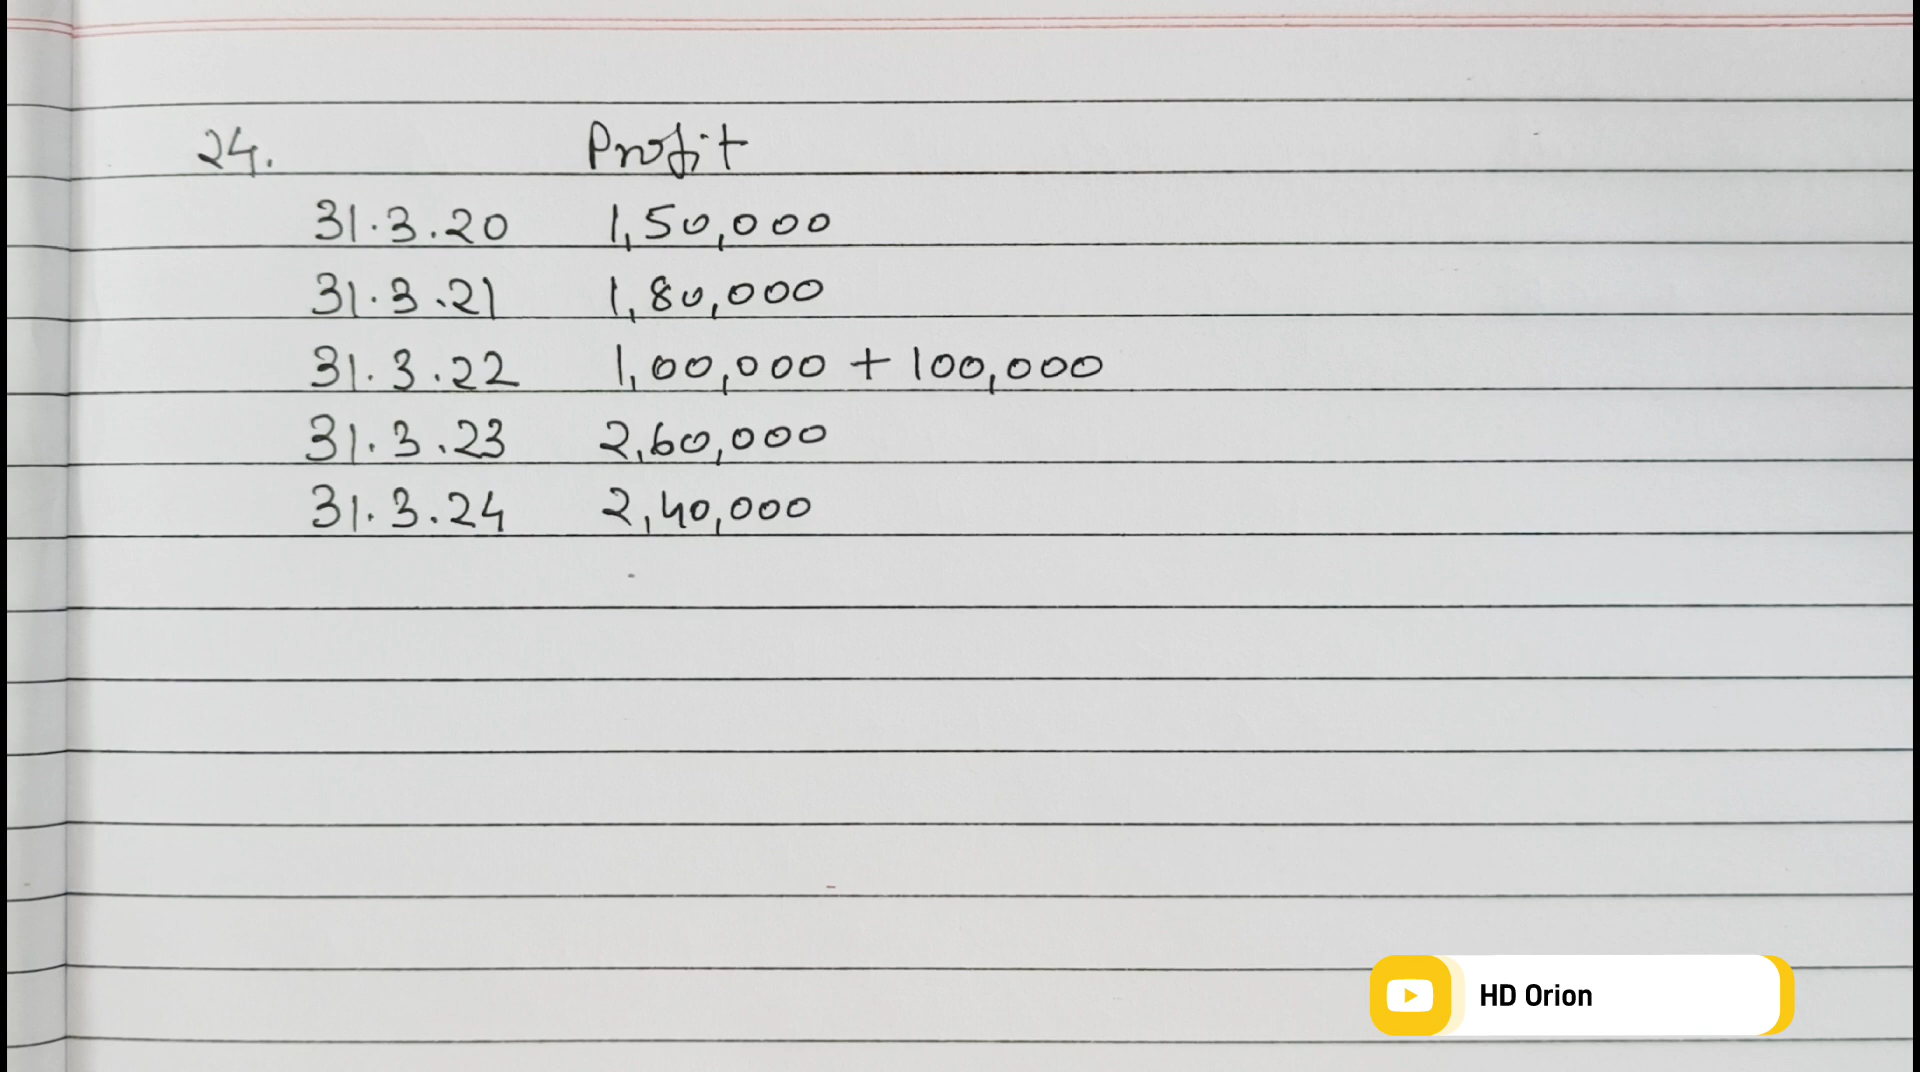 24. Profit
31.3.20 1,50,000
31.3.21 1,80,000
31.3.22 1,00,000 + 100,000
31.3.23 2,60,000
31.3.24 2,40,000
HD Orion